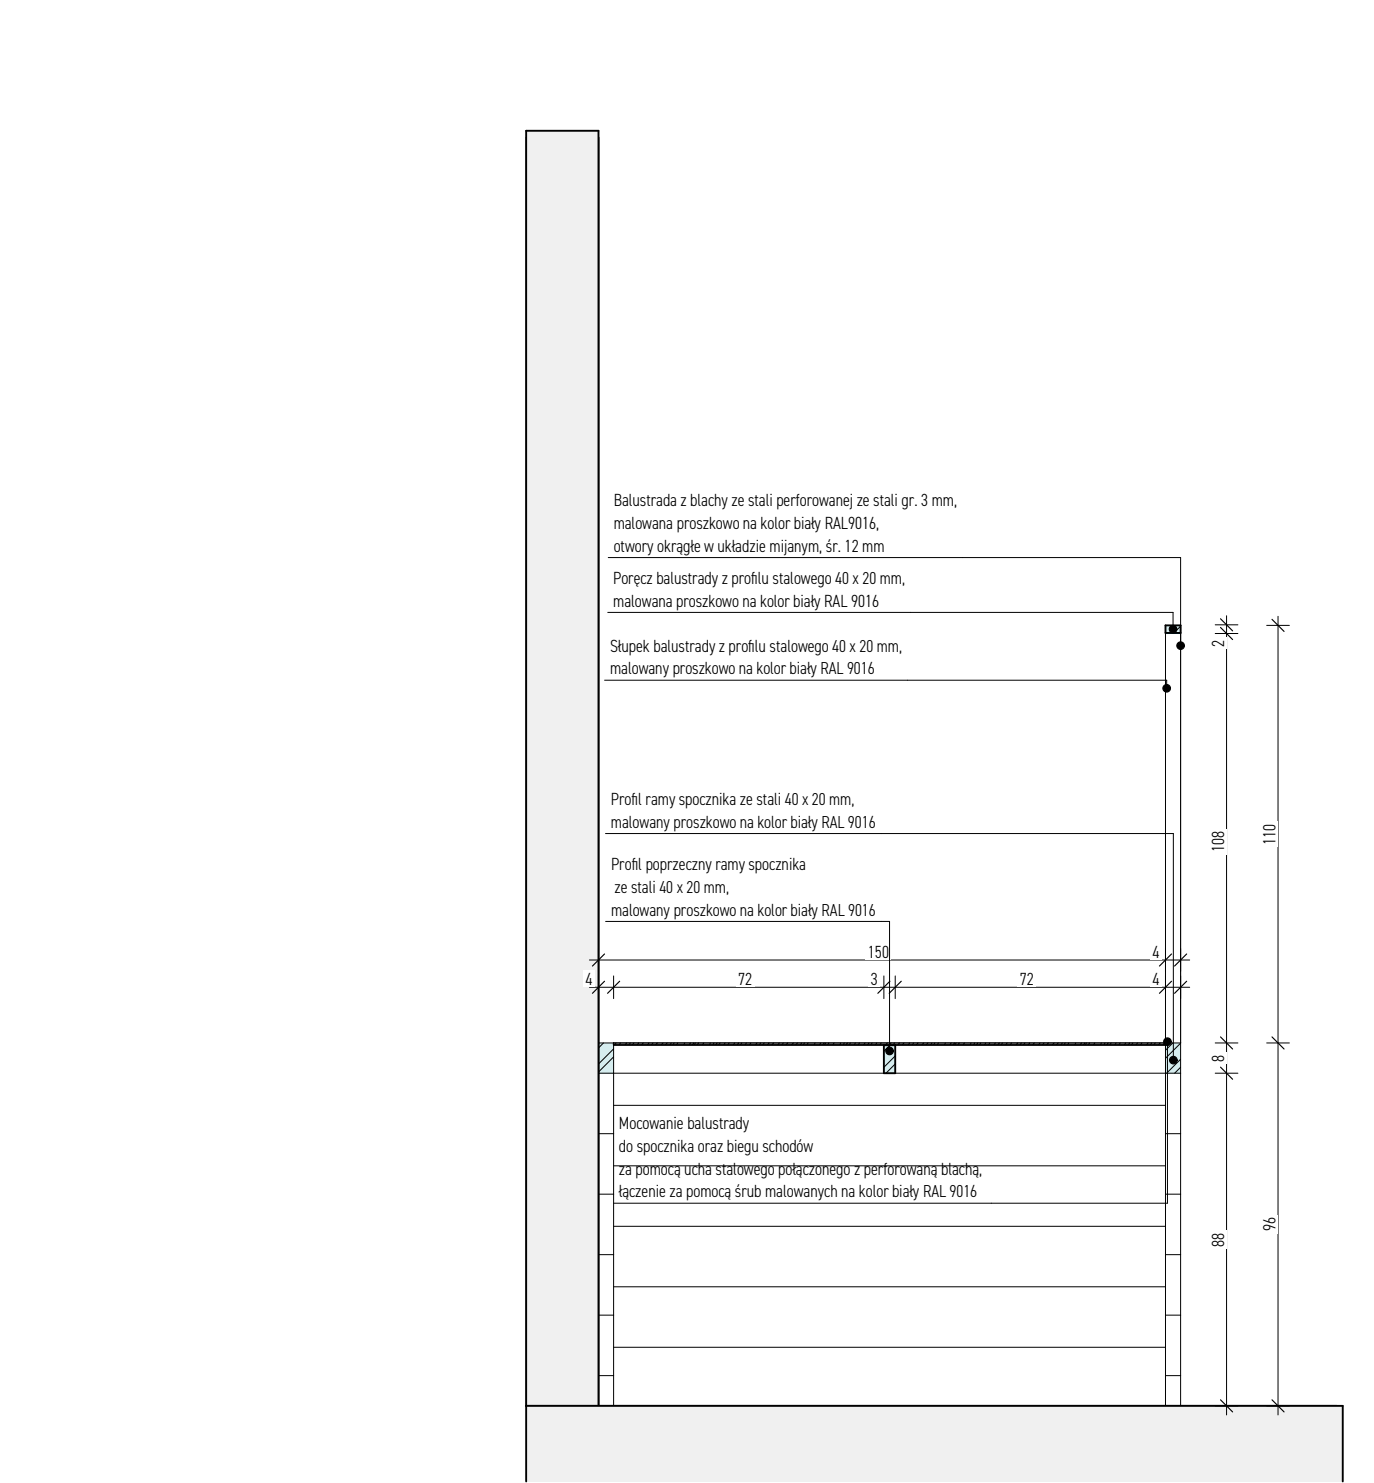 Balustrada z blachy ze stali perforowanej ze stali gr. 3 mm,
malowana proszkowo na kolor biały RAL9016,
otwory okrągłe w układzie mijanym, śr. 12 mm
Poręcz balustrady z profilu stalowego 40 x 20 mm,
malowana proszkowo na kolor biały RAL 9016
Słupek balustrady z profilu stalowego 40 x 20 mm,
malowany proszkowo na kolor biały RAL 9016
2
Profil ramy spocznika ze stali 40 x 20 mm,
malowany proszkowo na kolor biały RAL 9016
108
110
Profil poprzeczny ramy spocznika
ze stali 40 x 20 mm,
malowany proszkowo na kolor biały RAL 9016
150 4
4 72 3 72 4
8
Mocowanie balustrady
do spocznika oraz biegu schodów
za pomocą ucha stalowego połączonego z perforowaną blachą,
łączenie za pomocą śrub malowanych na kolor biały RAL 9016
88
96